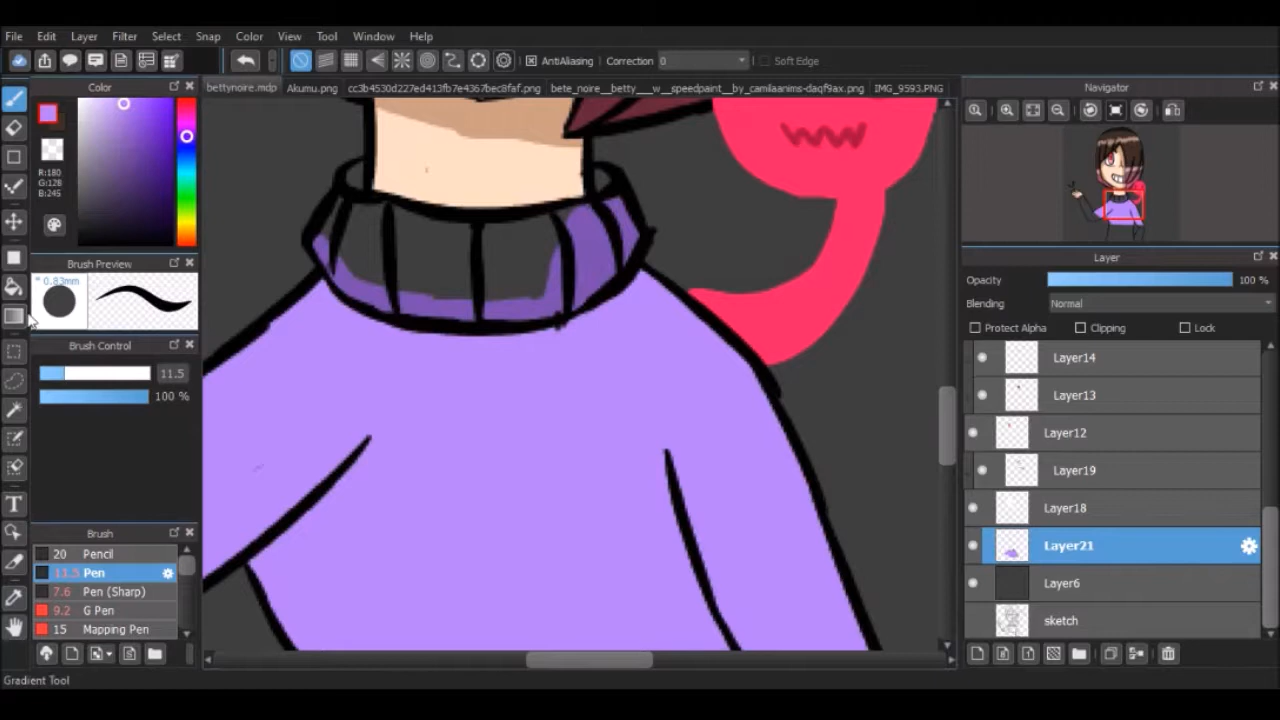 File Edit Layer Filter Select Snap Color View Tool Window Help
AntiAliasing Correction 0 Soft Edge
Color
bettynoire.mdp Akumu.png cc3b4530d227ed413fb7e4367bec8faf.png bete_noire__betty___w__speedpaint__by_camilaanims-daqf9ax.png IMG_9593.PNG
Navigator
R:180
G:128
B:245
Brush Preview
* 0.83mm
Layer
Opacity 100 %
Blending Normal
Protect Alpha Clipping Lock
Brush Control
11.5
100 %
Layer14
Layer13
Layer12
Layer19
Layer18
Layer21
Layer6
sketch
Brush
20 Pencil
11.5 Pen
7.6 Pen (Sharp)
9.2 G Pen
15 Mapping Pen
Gradient Tool